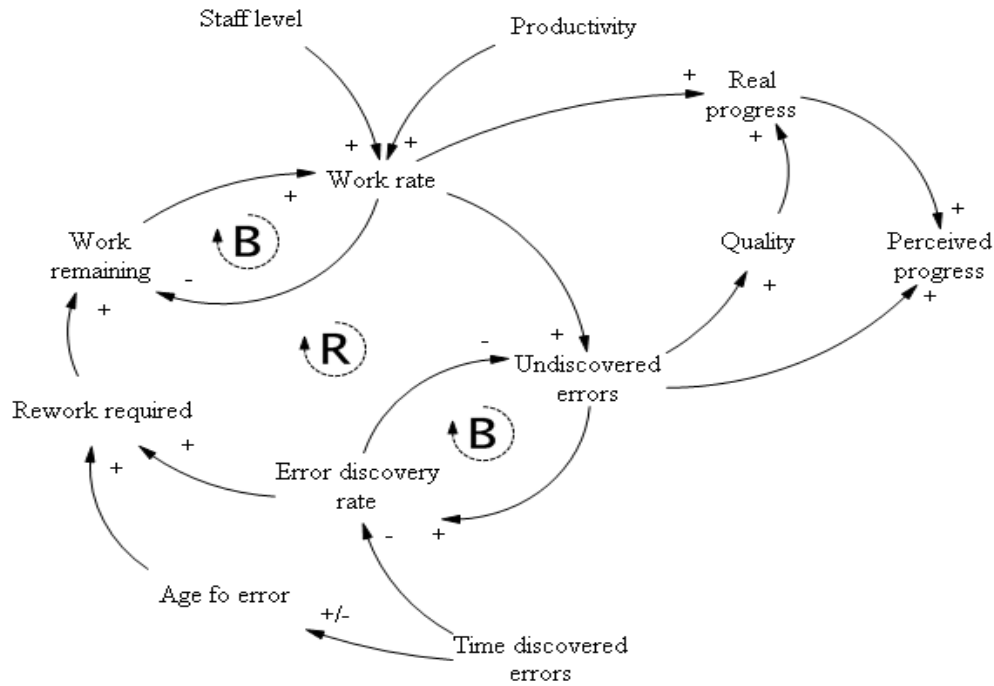 Staff level
Productivity
+
Real
progress
+
+
+
Work rate
+
+
B
Work
remaining
-
Quality
+
Perceived
progress
+
+
+
R
-
+
Undiscovered
errors
Rework required
+
+
B
Error discovery
rate
-
+
Age fo error
+/-
Time discovered
errors